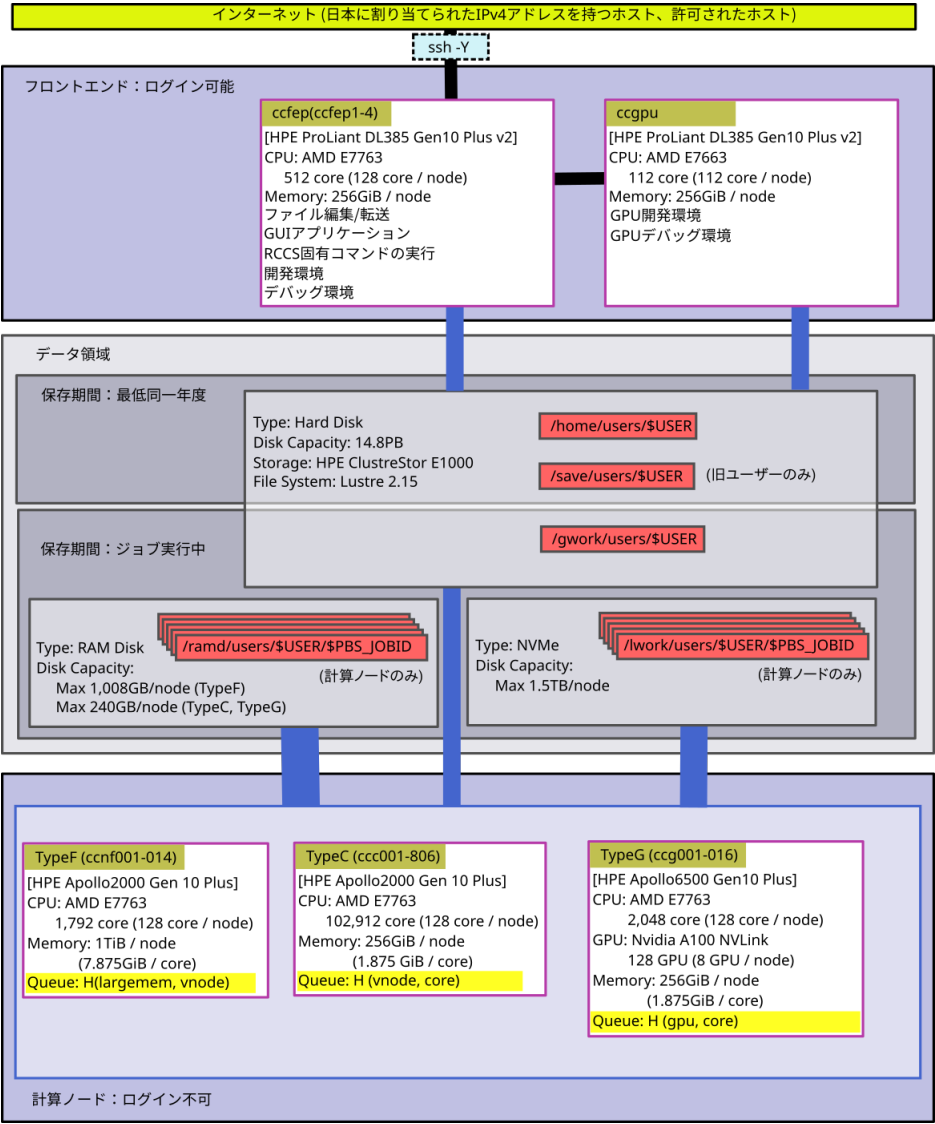 インターネット (日本に割り当てられたIPv4アドレスを持つホスト、許可されたホスト)
ssh -Y
フロントエンド：ログイン可能
ccfep(ccfep1-4)
[HPE ProLiant DL385 Gen10 Plus v2]
CPU: AMD E7763
512 core (128 core / node)
Memory: 256GiB / node
ファイル編集/転送
GUIアプリケーション
RCCS固有コマンドの実行
開発環境
デバッグ環境
ccgpu
[HPE ProLiant DL385 Gen10 Plus v2]
CPU: AMD E7663
112 core (112 core / node)
Memory: 256GiB / node
GPU開発環境
GPUデバッグ環境
データ領域
保存期間：最低同一年度
Type: Hard Disk
Disk Capacity: 14.8PB
Storage: HPE ClustreStor E1000
File System: Lustre 2.15
/home/users/$USER
/save/users/$USER (旧ユーザーのみ)
/gwork/users/$USER
保存期間：ジョブ実行中
/ramd/users/$USER/$PBS_JOBID
(計算ノードのみ)
Type: RAM Disk
Disk Capacity:
Max 1,008GB/node (TypeF)
Max 240GB/node (TypeC, TypeG)
/lwork/users/$USER/$PBS_JOBID
(計算ノードのみ)
Type: NVMe
Disk Capacity:
Max 1.5TB/node
TypeF (ccnf001-014)
[HPE Apollo2000 Gen 10 Plus]
CPU: AMD E7763
1,792 core (128 core / node)
Memory: 1TiB / node
(7.875GiB / core)
Queue: H(largemem, vnode)
TypeC (ccc001-806)
[HPE Apollo2000 Gen 10 Plus]
CPU: AMD E7763
102,912 core (128 core / node)
Memory: 256GiB / node
(1.875 GiB / core)
Queue: H (vnode, core)
TypeG (ccg001-016)
[HPE Apollo6500 Gen10 Plus]
CPU: AMD E7763
2,048 core (128 core / node)
GPU: Nvidia A100 NVLink
128 GPU (8 GPU / node)
Memory: 256GiB / node
(1.875GiB / core)
Queue: H (gpu, core)
計算ノード：ログイン不可